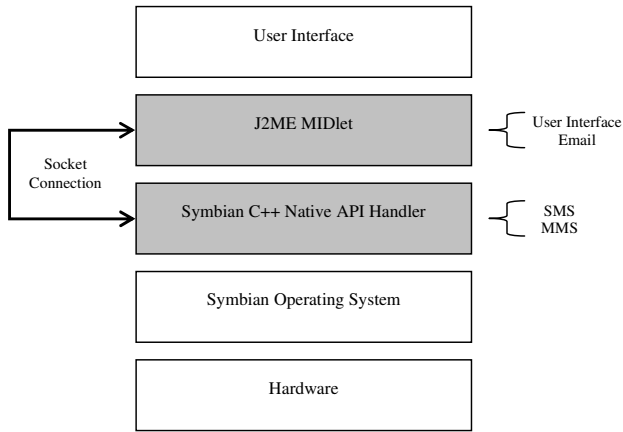 User Interface
J2ME MIDlet
User Interface
Email
Socket
Connection
Symbian C++ Native API Handler
SMS
MMS
Symbian Operating System
Hardware